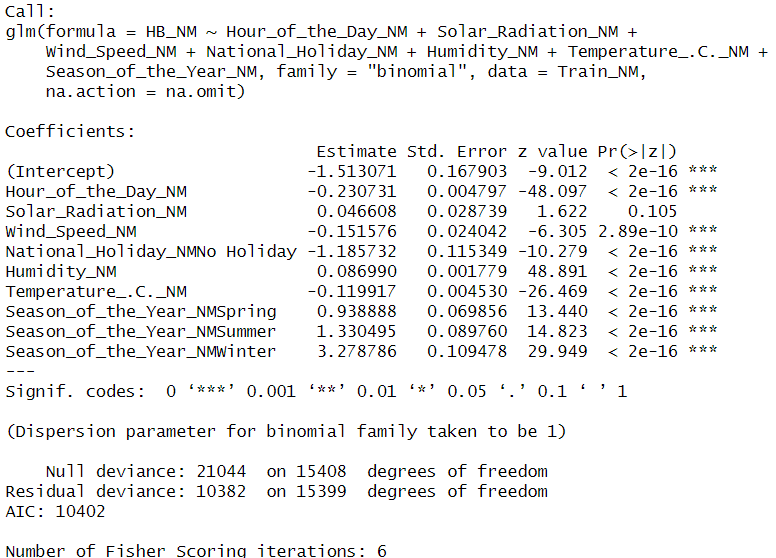 Call:
glm(formula = HB_NM ~ Hour_of_the_Day_NM + Solar_Radiation_NM +
    Wind_Speed_NM + National_Holiday_NM + Humidity_NM + Temperature_.C._NM +
    Season_of_the_Year_NM, family = "binomial", data = Train_NM,
    na.action = na.omit)

Coefficients:
                              Estimate Std. Error z value Pr(>|z|)
(Intercept)                  -1.513071   0.167903  -9.012  < 2e-16 ***
Hour_of_the_Day_NM           -0.230731   0.004797 -48.097  < 2e-16 ***
Solar_Radiation_NM            0.046608   0.028739   1.622    0.105
Wind_Speed_NM                -0.151576   0.024042  -6.305 2.89e-10 ***
National_Holiday_NMNo Holiday -1.185732   0.115349 -10.279  < 2e-16 ***
Humidity_NM                   0.086990   0.001779  48.891  < 2e-16 ***
Temperature_.C._NM           -0.119917   0.004530 -26.469  < 2e-16 ***
Season_of_the_Year_NMSpring   0.938888   0.069856  13.440  < 2e-16 ***
Season_of_the_Year_NMSummer   1.330495   0.089760  14.823  < 2e-16 ***
Season_of_the_Year_NMWinter   3.278786   0.109478  29.949  < 2e-16 ***
---
Signif. codes:  0 ‘***’ 0.001 ‘**’ 0.01 ‘*’ 0.05 ‘.’ 0.1 ‘ ’ 1

(Dispersion parameter for binomial family taken to be 1)

    Null deviance: 21044  on 15408  degrees of freedom
Residual deviance: 10382  on 15399  degrees of freedom
AIC: 10402

Number of Fisher Scoring iterations: 6